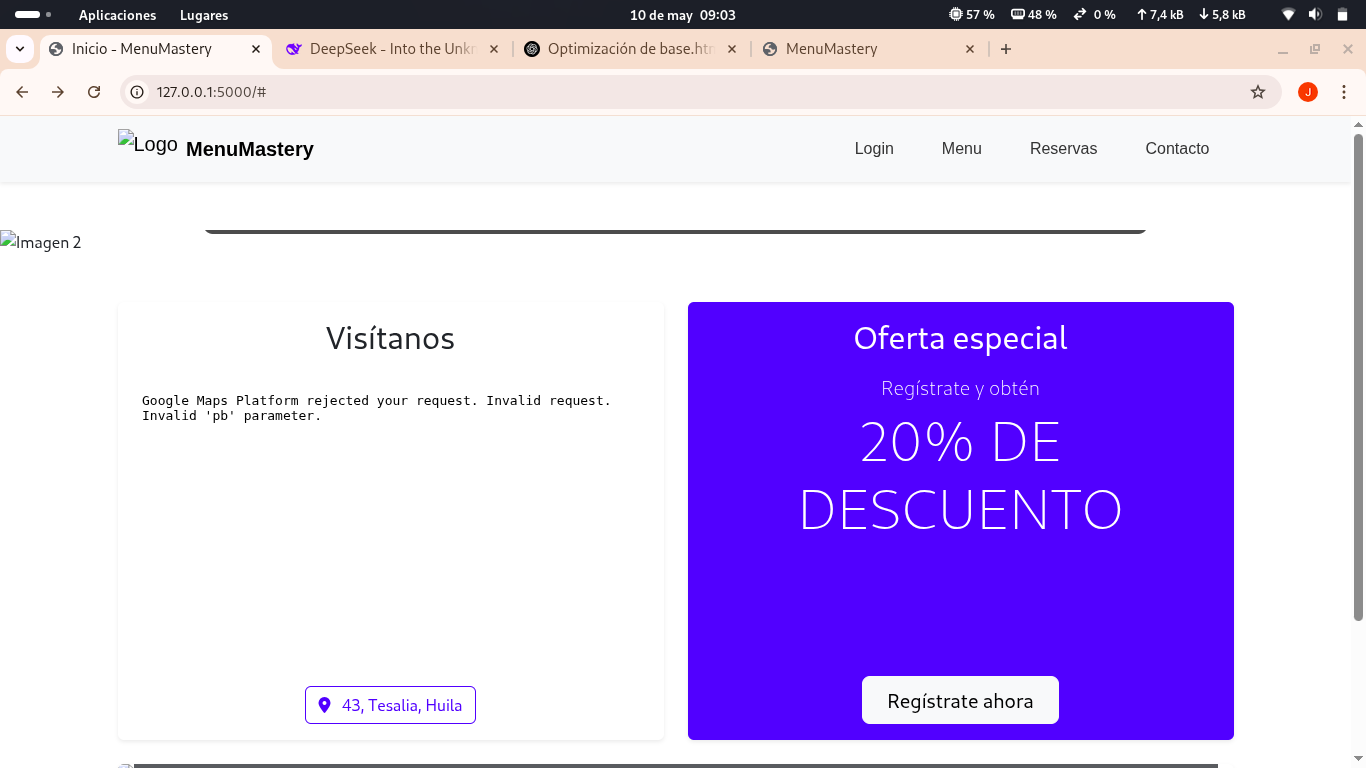 Aplicaciones Lugares 10 de may 09:03 57 % 48 % 0 % 7,4 kB 5,8 kB
Inicio - MenuMastery DeepSeek - Into the Unkn Optimización de base.htm MenuMastery
127.0.0.1:5000/# J
Logo MenuMastery Login Menu Reservas Contacto
Imagen 2
Visítanos
Google Maps Platform rejected your request. Invalid request.
Invalid 'pb' parameter.
43, Tesalia, Huila
Oferta especial
Regístrate y obtén
20% DE
DESCUENTO
Regístrate ahora